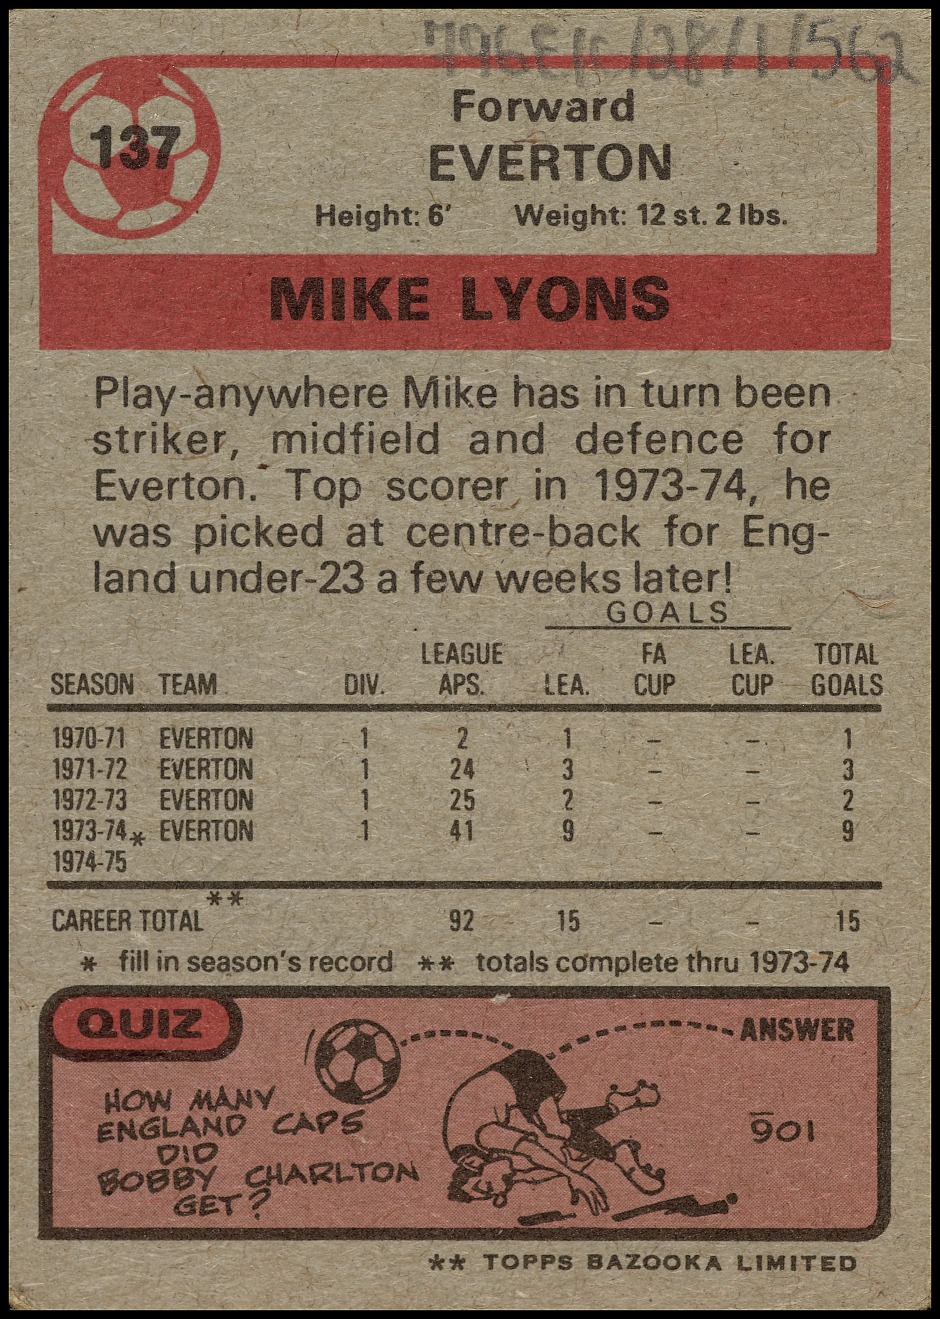 137
Forward
EVERTON
Height: 6' Weight: 12 st. 2 lbs.
MIKE LYONS
Play-anywhere Mike has in turn been
striker, midfield and defence for
Everton. Top scorer in 1973-74, he
was picked at centre-back for Eng-
land under-23 a few weeks later!
GOALS
LEAGUE FA LEA. TOTAL
SEASON TEAM DIV. APS. LEA. CUP CUP GOALS
1970-71 EVERTON 1 2 1 – – 1
1971-72 EVERTON 1 24 3 – – 3
1972-73 EVERTON 1 25 2 – – 2
1973-74 * EVERTON 1 41 9 – – 9
1974-75
CAREER TOTAL ** 92 15 – – 15
* fill in season's record ** totals complete thru 1973-74
QUIZ
ANSWER
HOW MANY
ENGLAND CAPS
DID
BOBBY CHARLTON
GET?
106
** TOPPS BAZOOKA LIMITED